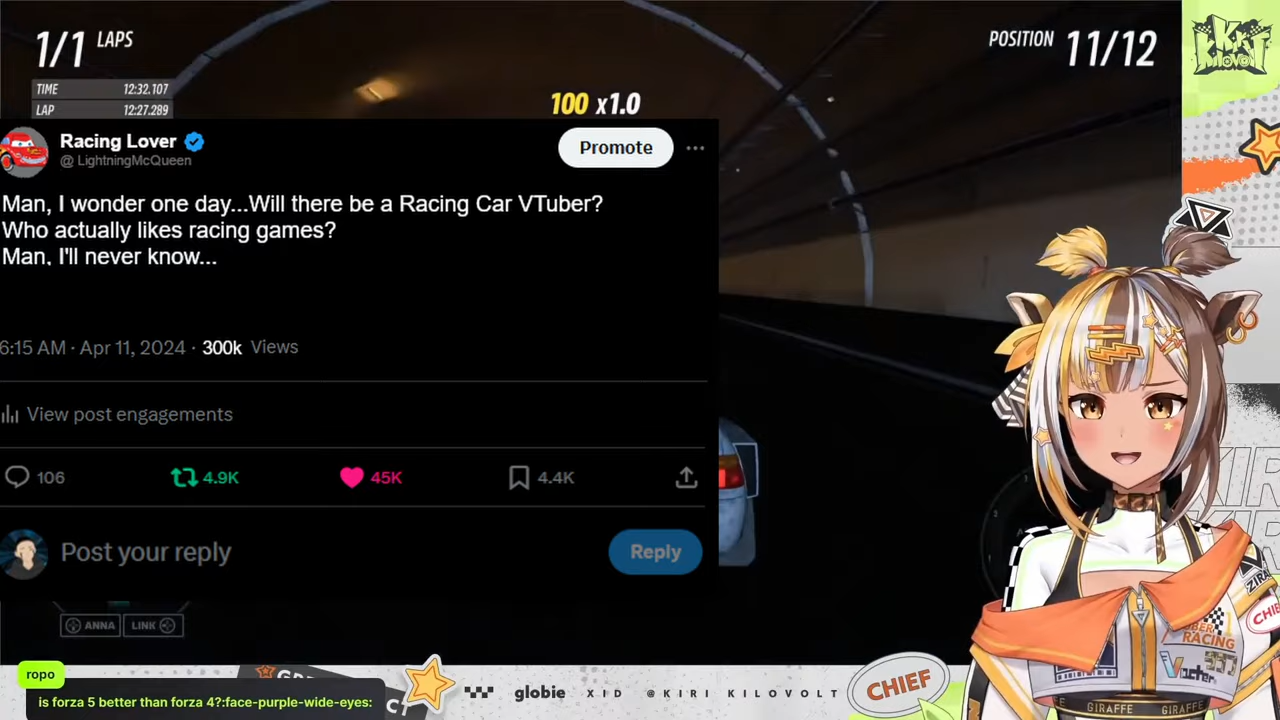 1/1 LAPS
TIME 12:32.107
LAP 12:27.289
100 x1.0
POSITION 11/12
KIRI
KILOVOLT
Racing Lover
@ LightningMcQueen
Promote
Man, I wonder one day...Will there be a Racing Car VTuber?
Who actually likes racing games?
Man, I'll never know...
6:15 AM · Apr 11, 2024 · 300k Views
View post engagements
106 4.9K 45K 4.4K
Post your reply
Reply
ANNA LINK
ropo
is forza 5 better than forza 4?:face-purple-wide-eyes:
globie XID @KIRI KILOVOLT
CHIEF
RACING
GIRAFFE